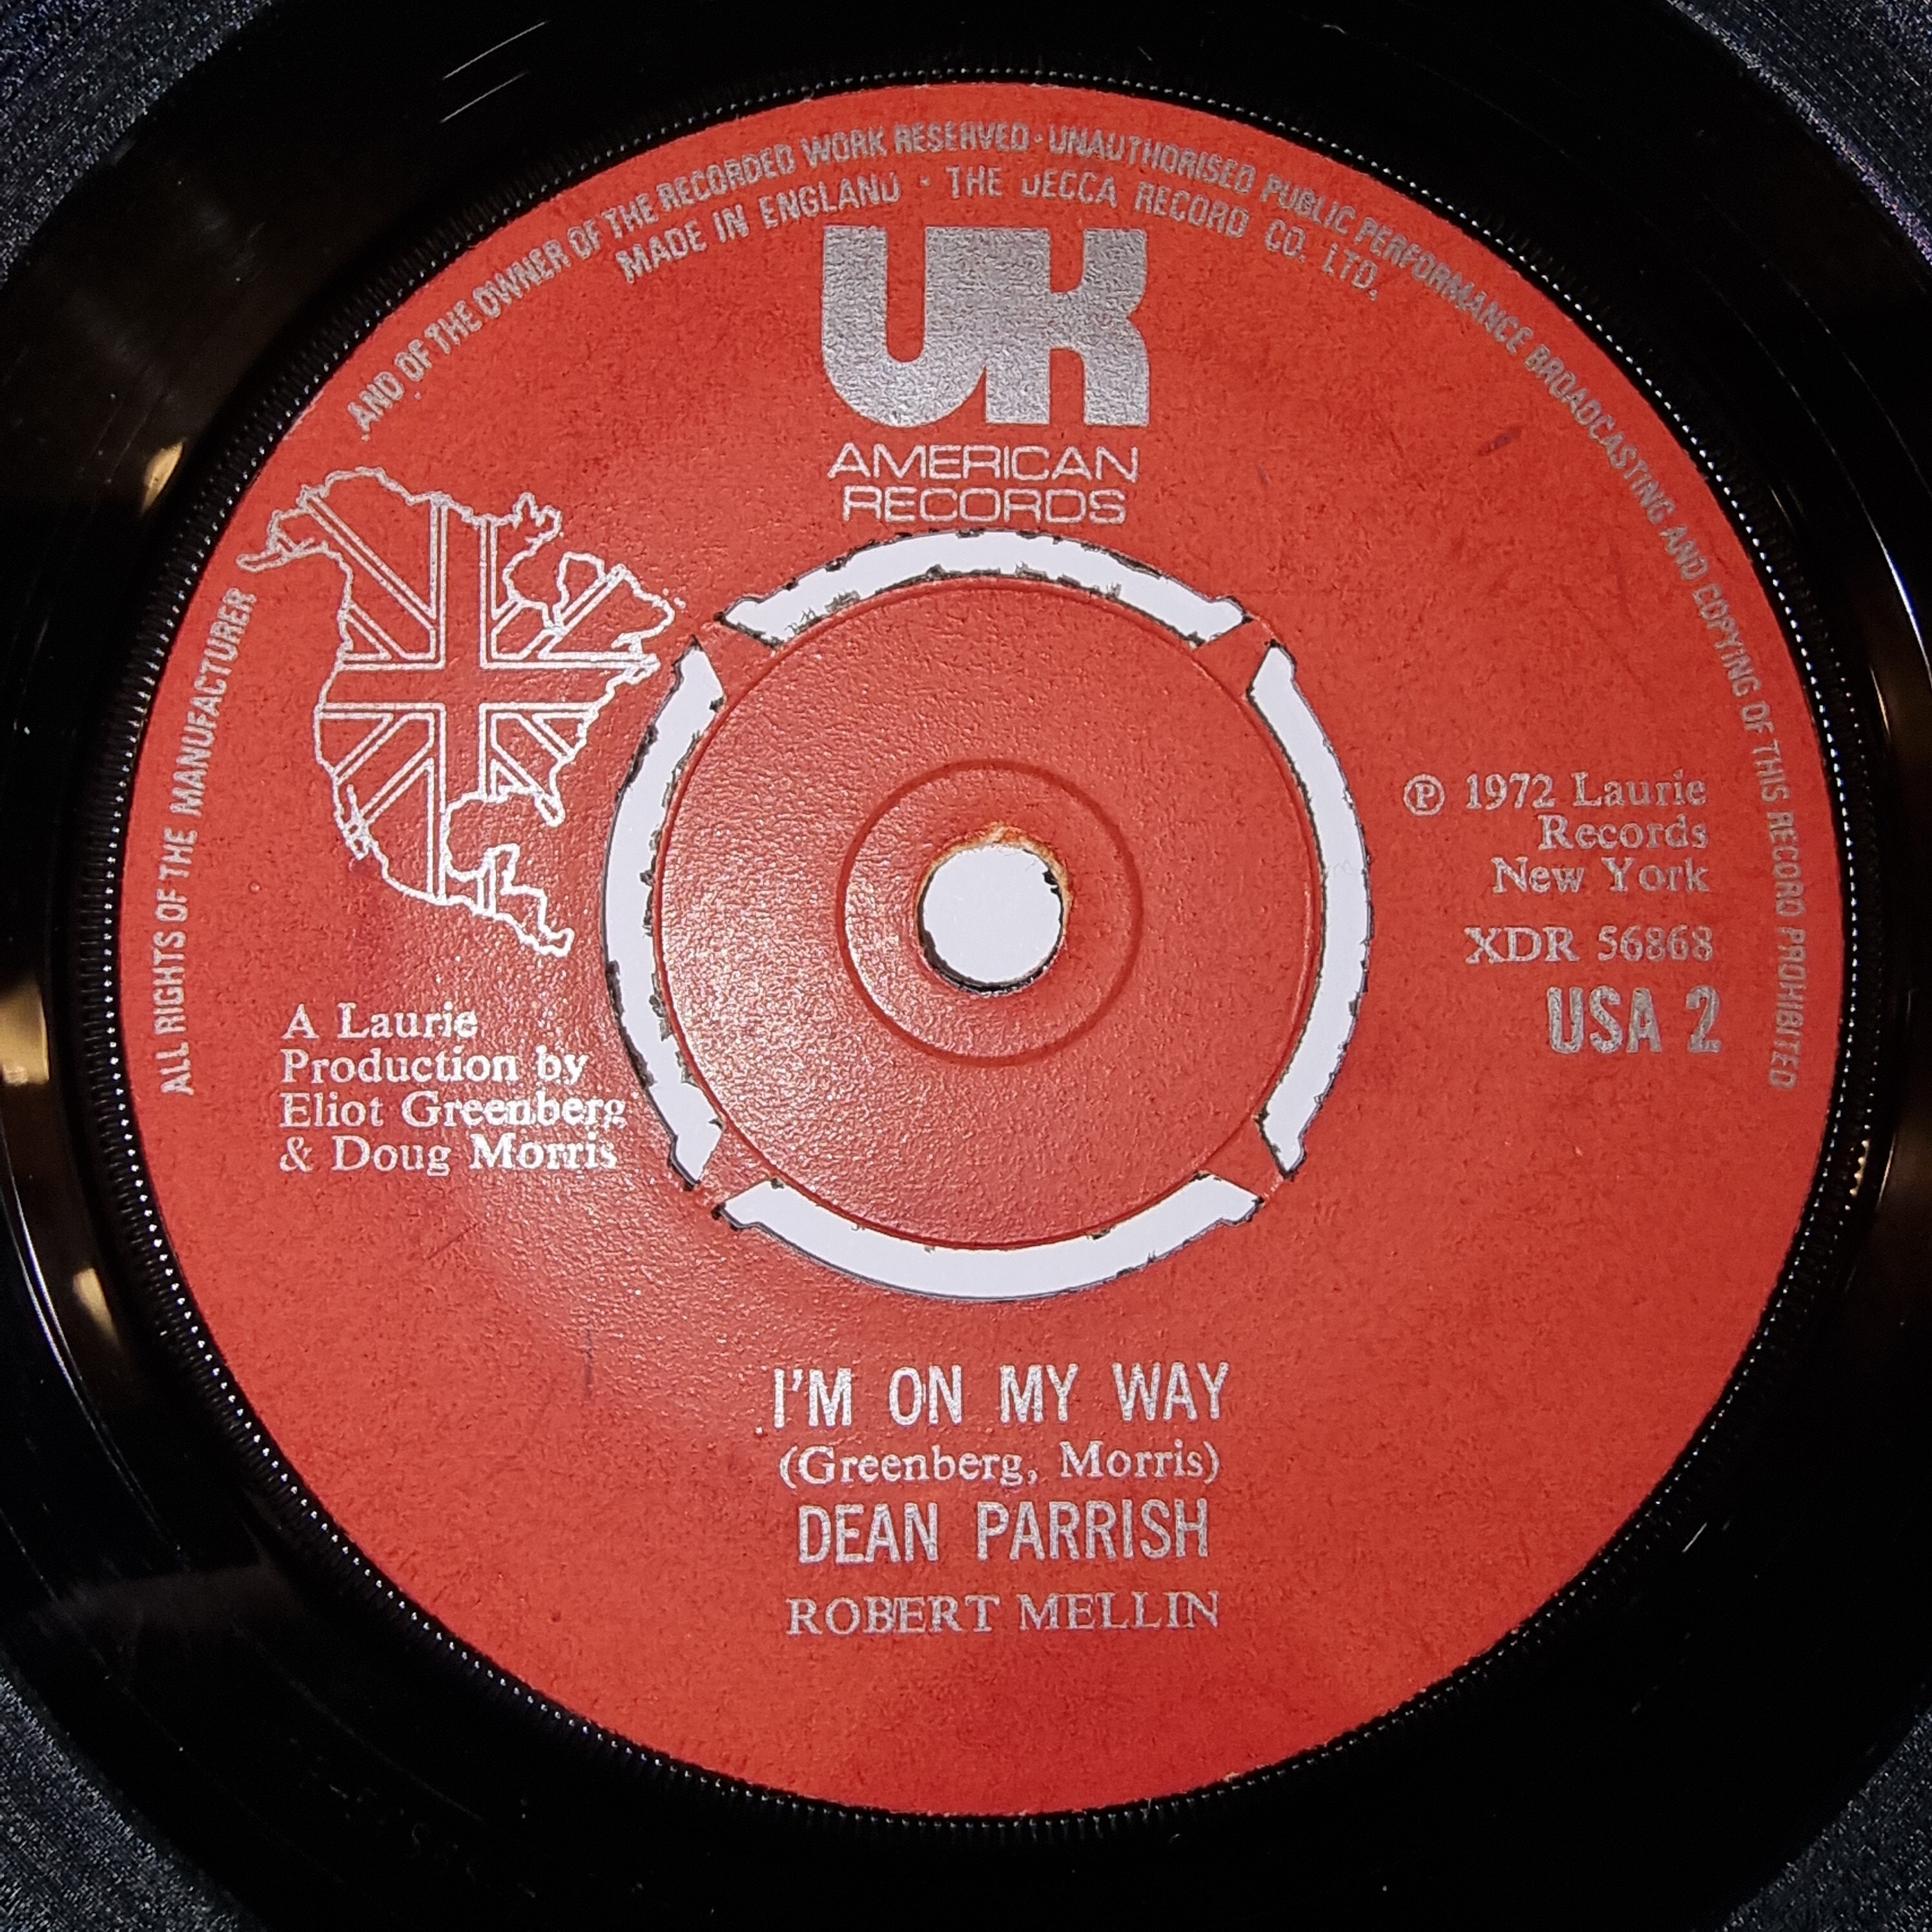 ALL RIGHTS OF THE MANUFACTURER AND OF THE OWNER OF THE RECORDED WORK RESERVED · UNAUTHORISED PUBLIC PERFORMANCE BROADCASTING AND COPYING OF THIS RECORD PROHIBITED
MADE IN ENGLAND · THE DECCA RECORD CO. LTD.
UK
AMERICAN
RECORDS
℗ 1972 Laurie
Records
New York
XDR 56868
USA 2
A Laurie
Production by
Eliot Greenberg
& Doug Morris
I'M ON MY WAY
(Greenberg, Morris)
DEAN PARRISH
ROBERT MELLIN